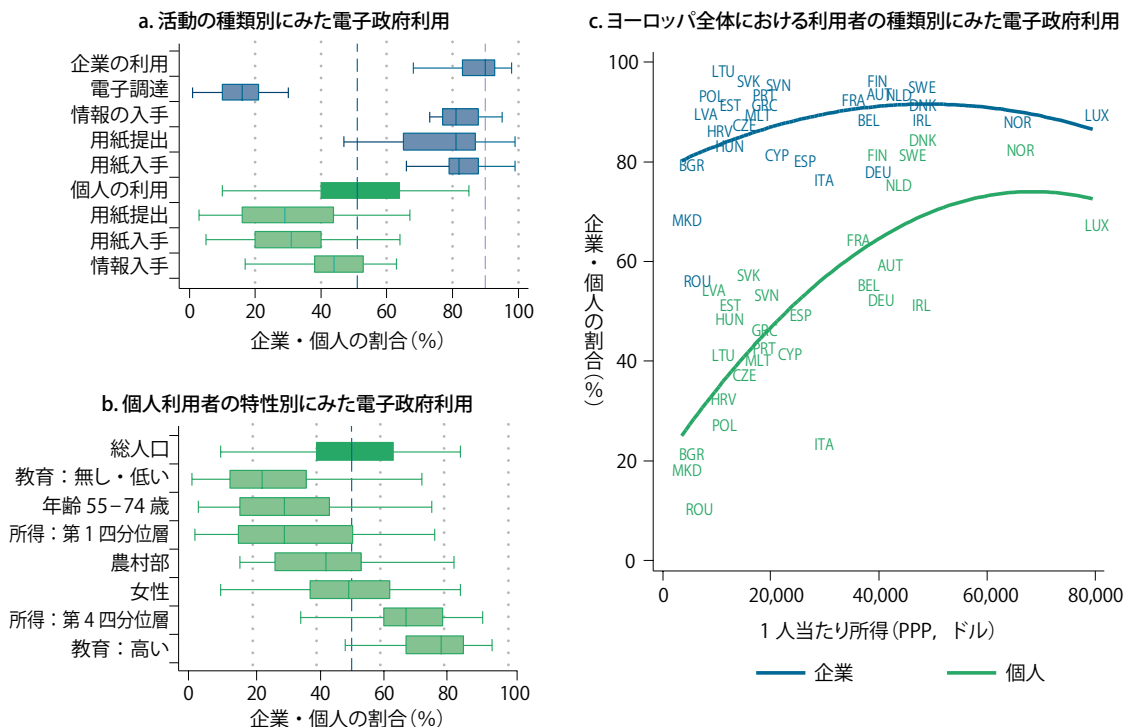 a. 活動の種類別にみた電子政府利用
企業の利用
電子調達
情報の入手
用紙提出
用紙入手
個人の利用
用紙提出
用紙入手
情報入手
0 20 40 60 80 100
企業・個人の割合(%)
b. 個人利用者の特性別にみた電子政府利用
総人口
教育:無し・低い
年齢 55–74 歳
所得:第 1 四分位層
農村部
女性
所得:第 4 四分位層
教育:高い
0 20 40 60 80 100
企業・個人の割合(%)
c. ヨーロッパ全体における利用者の種類別にみた電子政府利用
企業・個人の割合(%)
100
80
60
40
20
0
LTU
SVK
SVN
FIN
SWE
POL
PRT
AUT
NLD
EST
GRC
FRA
DNK
LVA
MLT
BEL
IRL
NOR
LUX
HRV
CZE
HUN
DNK
NOR
BGR
CYP
ESP
FIN
SWE
ITA
DEU
NLD
MKD
LUX
FRA
ROU
SVK
AUT
LVA
SVN
BEL
EST
DEU
IRL
HUN
ESP
GRC
LTU
PRT
MLT
CYP
CZE
HRV
POL
ITA
BGR
MKD
ROU
0 20,000 40,000 60,000 80,000
1 人当たり所得(PPP, ドル)
企業 個人